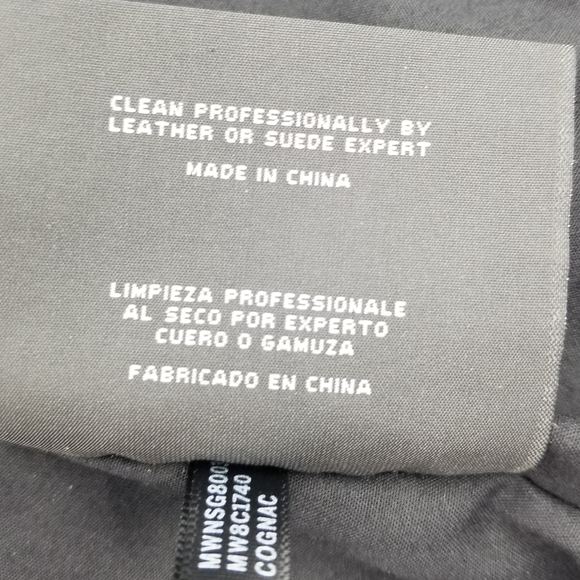 CLEAN PROFESSIONALLY BY
LEATHER OR SUEDE EXPERT
MADE IN CHINA
LIMPIEZA PROFESSIONALE
AL SECO POR EXPERTO
CUERO O GAMUZA
FABRICADO EN CHINA
MW8C1740
COGNAC